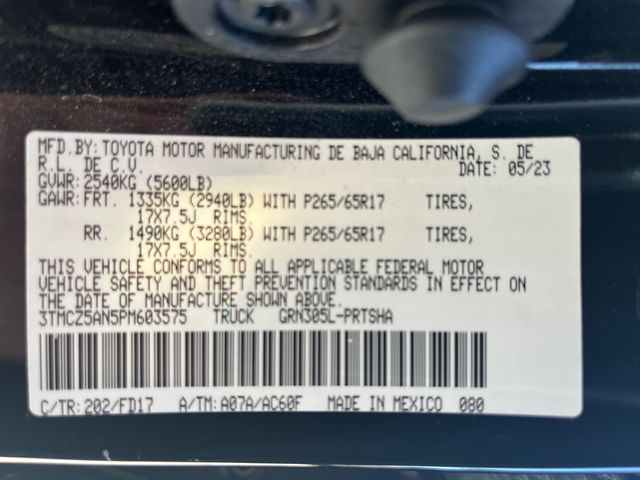 MFD.BY: TOYOTA MOTOR MANUFACTURING DE BAJA CALIFORNIA, S. DE
R.L. DE C.V. DATE: 05/23
GVWR: 2540KG (5600LB)
GAWR: FRT. 1335KG (2940LB) WITH P265/65R17 TIRES,
17X7.5J RIMS.
RR. 1490KG (3280LB) WITH P265/65R17 TIRES,
17X7.5J RIMS.
THIS VEHICLE CONFORMS TO ALL APPLICABLE FEDERAL MOTOR
VEHICLE SAFETY AND THEFT PREVENTION STANDARDS IN EFFECT ON
THE DATE OF MANUFACTURE SHOWN ABOVE.
3TMCZ5AN5PM603575 TRUCK GRN305L-PRTSHA
C/TR: 202/FD17 A/TM: A07A/AC60F MADE IN MEXICO 080